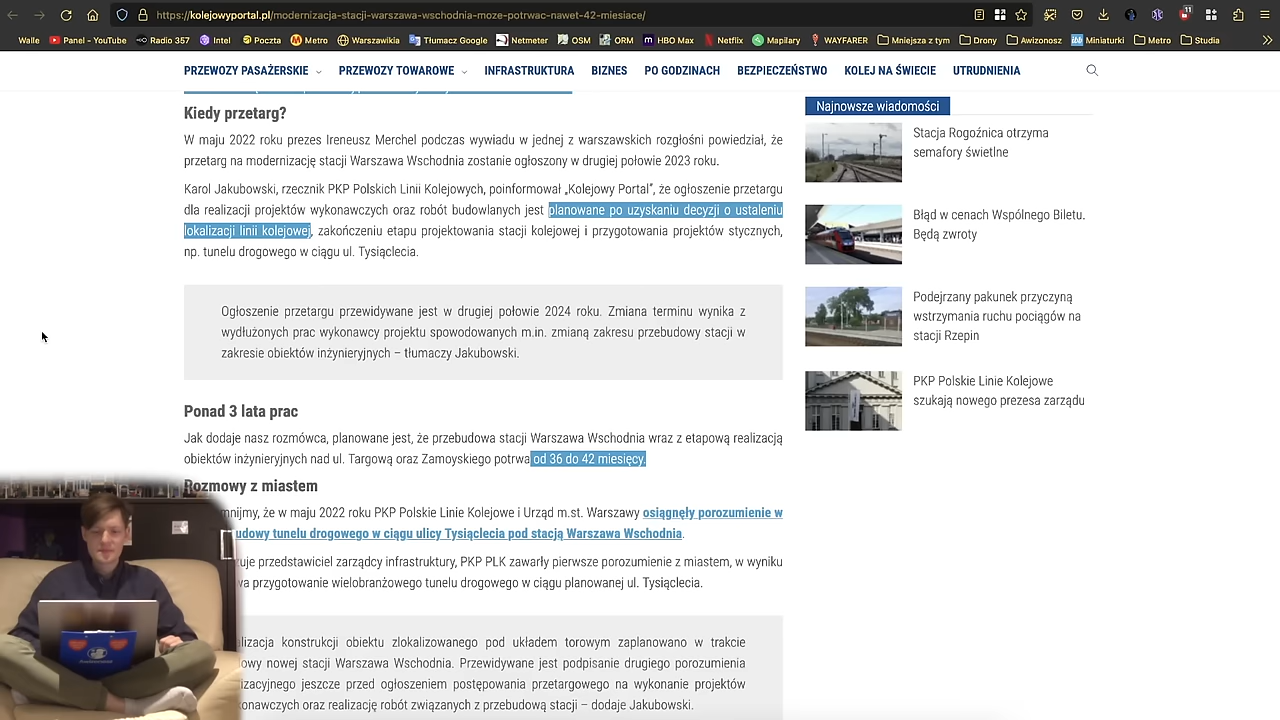 https://kolejowyportal.pl/modernizacja-stacji-warszawa-wschodnia-moze-potrwac-nawet-42-miesiace/
11
Walle Panel - YouTube Radio 357 Intel Poczta Metro Warszawikia Tłumacz Google Netmeter OSM ORM HBO Max Netflix Mapilary WAYFARER Mniejsza z tym Drony Awizonosz Miniaturki Metro Studia
PRZEWOZY PASAŻERSKIE PRZEWOZY TOWAROWE INFRASTRUKTURA BIZNES PO GODZINACH BEZPIECZEŃSTWO KOLEJ NA ŚWIECIE UTRUDNIENIA
Kiedy przetarg?
W maju 2022 roku prezes Ireneusz Merchel podczas wywiadu w jednej z warszawskich rozgłośni powiedział, że
przetarg na modernizację stacji Warszawa Wschodnia zostanie ogłoszony w drugiej połowie 2023 roku.
Karol Jakubowski, rzecznik PKP Polskich Linii Kolejowych, poinformował „Kolejowy Portal”, że ogłoszenie przetargu
dla realizacji projektów wykonawczych oraz robót budowlanych jest planowane po uzyskaniu decyzji o ustaleniu
lokalizacji linii kolejowej, zakończeniu etapu projektowania stacji kolejowej i przygotowania projektów stycznych,
np. tunelu drogowego w ciągu ul. Tysiąclecia.
Ogłoszenie przetargu przewidywane jest w drugiej połowie 2024 roku. Zmiana terminu wynika z
wydłużonych prac wykonawcy projektu spowodowanych m.in. zmianą zakresu przebudowy stacji w
zakresie obiektów inżynieryjnych – tłumaczy Jakubowski.
Ponad 3 lata prac
Jak dodaje nasz rozmówca, planowane jest, że przebudowa stacji Warszawa Wschodnia wraz z etapową realizacją
obiektów inżynieryjnych nad ul. Targową oraz Zamoyskiego potrwa od 36 do 42 miesięcy.
Rozmowy z miastem
mnijmy, że w maju 2022 roku PKP Polskie Linie Kolejowe i Urząd m.st. Warszawy osiągnęły porozumienie w
udowy tunelu drogowego w ciągu ulicy Tysiąclecia pod stacją Warszawa Wschodnia.
uje przedstawiciel zarządcy infrastruktury, PKP PLK zawarły pierwsze porozumienie z miastem, w wyniku
wa przygotowanie wielobranżowego tunelu drogowego w ciągu planowanej ul. Tysiąclecia.
lizacja konstrukcji obiektu zlokalizowanego pod układem torowym zaplanowano w trakcie
owy nowej stacji Warszawa Wschodnia. Przewidywane jest podpisanie drugiego porozumienia
izacyjnego jeszcze przed ogłoszeniem postępowania przetargowego na wykonanie projektów
onawczych oraz realizację robót związanych z przebudową stacji – dodaje Jakubowski.
Najnowsze wiadomości
Stacja Rogoźnica otrzyma
semafory świetlne
Błąd w cenach Wspólnego Biletu.
Będą zwroty
Podejrzany pakunek przyczyną
wstrzymania ruchu pociągów na
stacji Rzepin
PKP Polskie Linie Kolejowe
szukają nowego prezesa zarządu